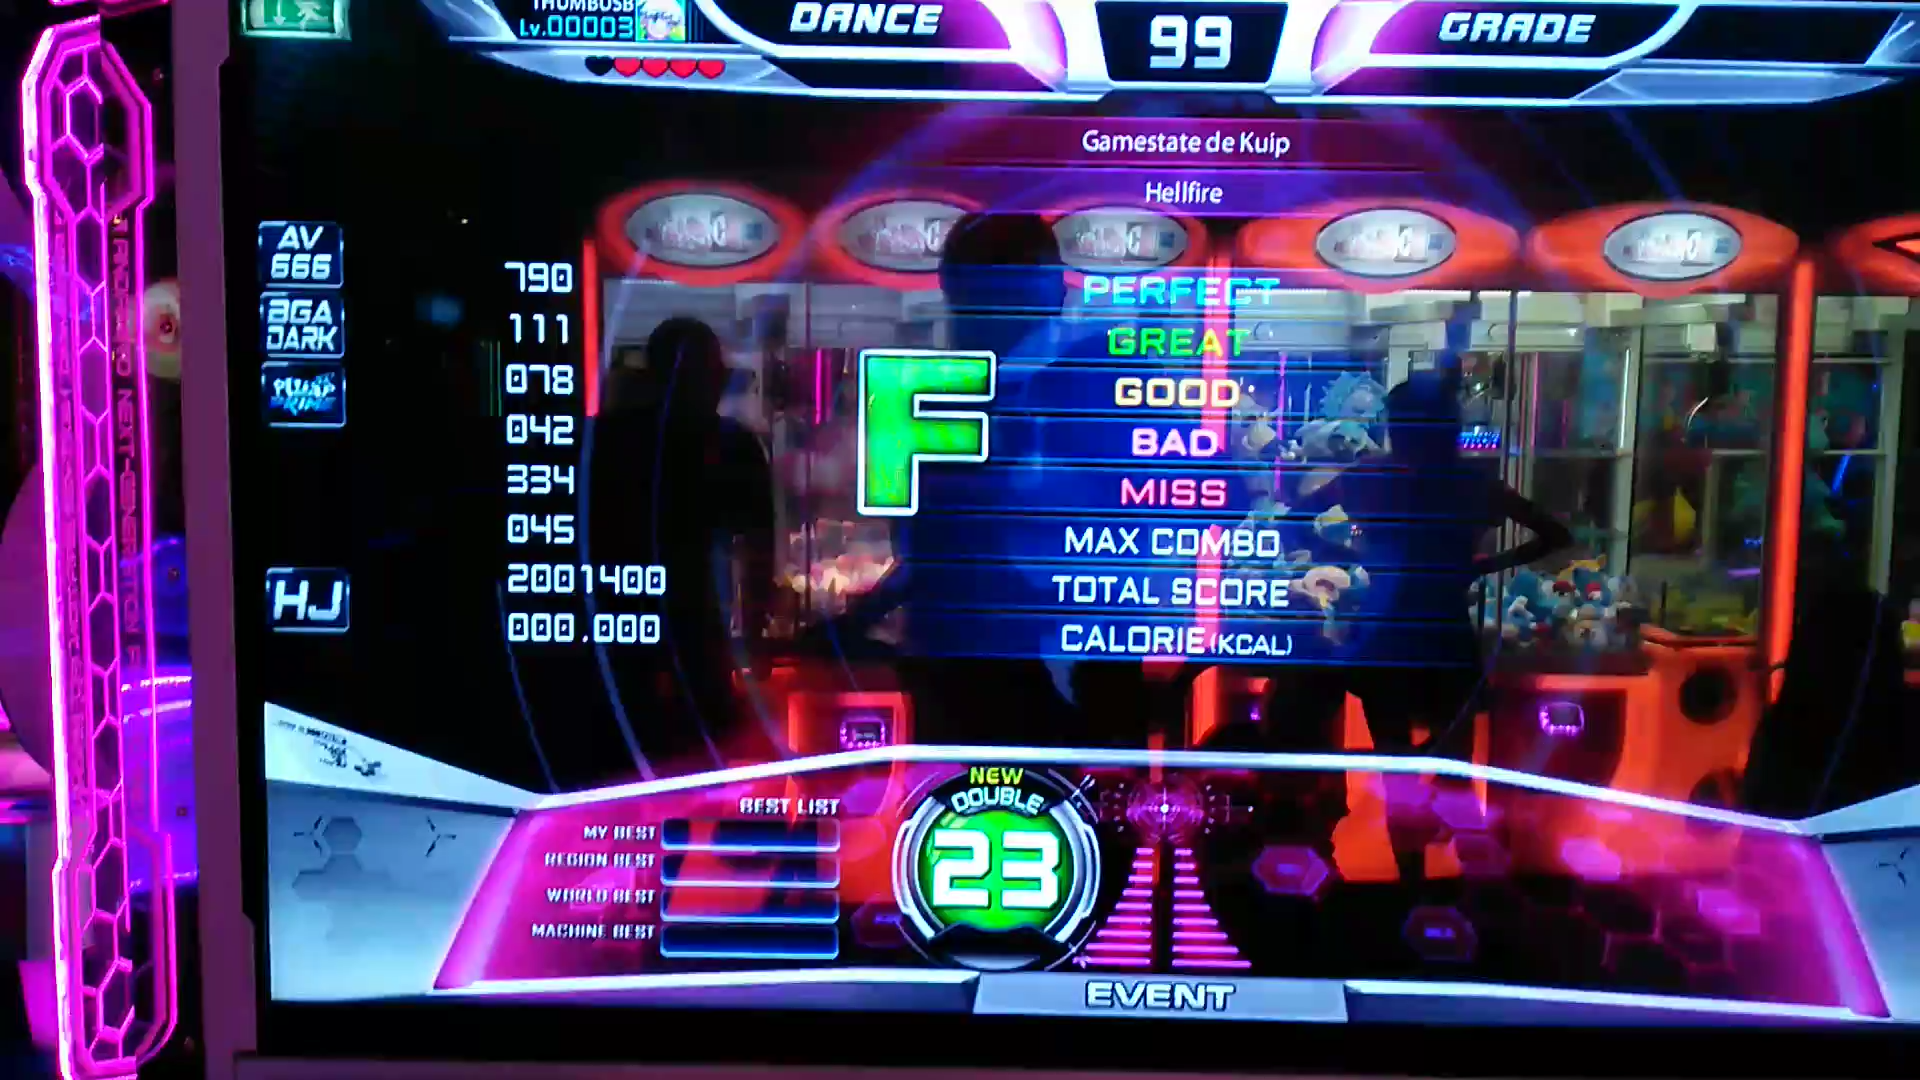 THUMBUSB
Lv.00003
DANCE
99
GRADE
Gamestate de Kuip
Hellfire
AV
666
BGA
DARK
PUMP
PRIME
HJ
790 PERFECT
111 GREAT
078 GOOD
042 BAD
334 MISS
045 MAX COMBO
2001400 TOTAL SCORE
000.000 CALORIE(KCAL)
F
BEST LIST
MY BEST
REGION BEST
WORLD BEST
MACHINE BEST
NEW
DOUBLE
23
EVENT